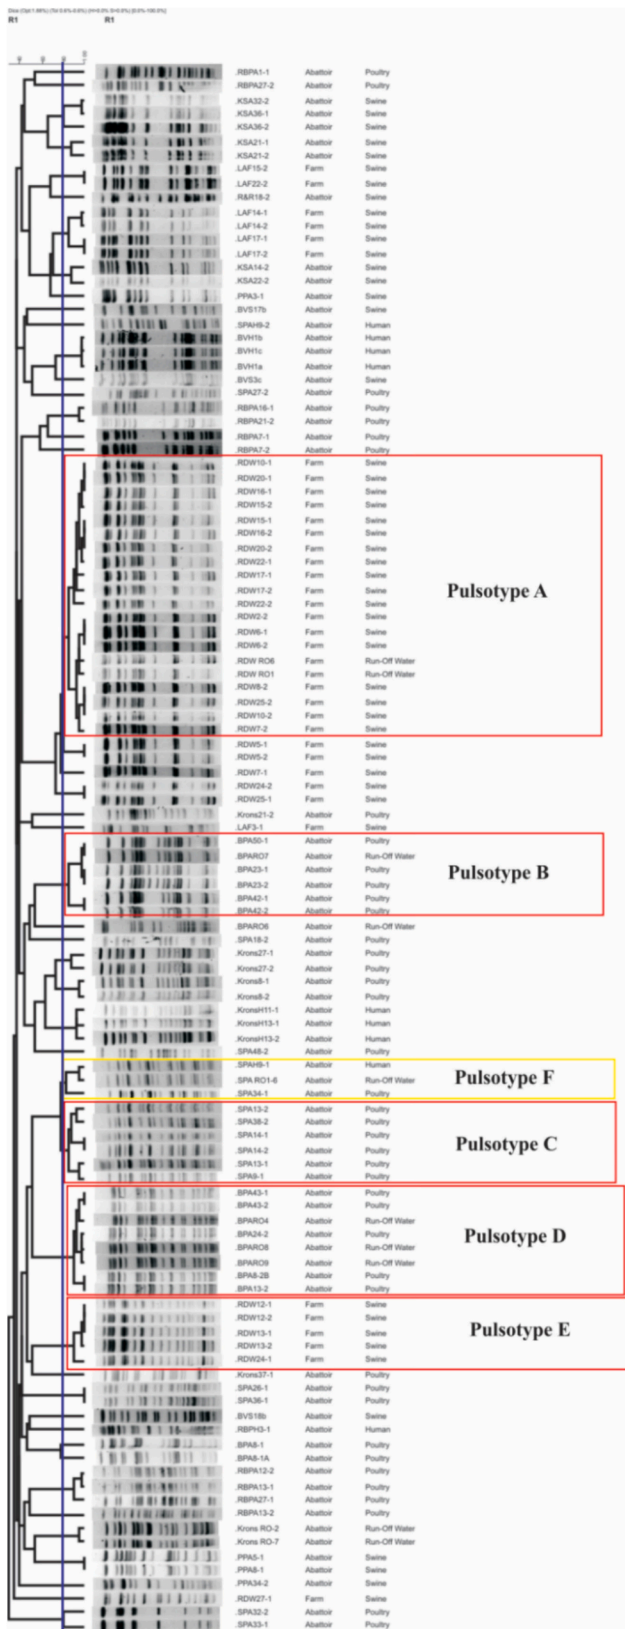 Dice (Opt:1.98%) (Tol 0.6%-0.6%) (H>0.0% S>0.0%) [0.0%-100.0%]
R1 R1
.RBPA1-1 Abattoir Poultry
.RBPA27-2 Abattoir Poultry
.KSA32-2 Abattoir Swine
.KSA36-1 Abattoir Swine
.KSA36-2 Abattoir Swine
.KSA21-1 Abattoir Swine
.KSA21-2 Abattoir Swine
.LAF15-2 Farm Swine
.LAF22-2 Farm Swine
.R&R18-2 Abattoir Swine
.LAF14-1 Farm Swine
.LAF14-2 Farm Swine
.LAF17-1 Farm Swine
.LAF17-2 Farm Swine
.KSA14-2 Abattoir Swine
.KSA22-2 Abattoir Swine
.PPA3-1 Abattoir Swine
.BVS17b Abattoir Swine
.SPAH9-2 Abattoir Human
.BVH1b Abattoir Human
.BVH1c Abattoir Human
.BVH1a Abattoir Human
.BVS3c Abattoir Swine
.SPA27-2 Abattoir Poultry
.RBPA16-1 Abattoir Poultry
.RBPA21-2 Abattoir Poultry
.RBPA7-1 Abattoir Poultry
.RBPA7-2 Abattoir Poultry
.RDW10-1 Farm Swine
.RDW20-1 Farm Swine
.RDW16-1 Farm Swine
.RDW15-2 Farm Swine
.RDW15-1 Farm Swine
.RDW16-2 Farm Swine
.RDW20-2 Farm Swine
.RDW22-1 Farm Swine
.RDW17-1 Farm Swine
.RDW17-2 Farm Swine
Pulsotype A
.RDW22-2 Farm Swine
.RDW2-2 Farm Swine
.RDW6-1 Farm Swine
.RDW6-2 Farm Swine
.RDW RO6 Farm Run-Off Water
.RDW RO1 Farm Run-Off Water
.RDW8-2 Farm Swine
.RDW25-2 Farm Swine
.RDW10-2 Farm Swine
.RDW7-2 Farm Swine
.RDW5-1 Farm Swine
.RDW5-2 Farm Swine
.RDW7-1 Farm Swine
.RDW24-2 Farm Swine
.RDW25-1 Farm Swine
.Krons21-2 Abattoir Poultry
.LAF3-1 Farm Swine
.BPA50-1 Abattoir Poultry
.BPARO7 Abattoir Run-Off Water
.BPA23-1 Abattoir Poultry
Pulsotype B
.BPA23-2 Abattoir Poultry
.BPA42-1 Abattoir Poultry
.BPA42-2 Abattoir Poultry
.BPARO6 Abattoir Run-Off Water
.SPA18-2 Abattoir Poultry
.Krons27-1 Abattoir Poultry
.Krons27-2 Abattoir Poultry
.Krons8-1 Abattoir Poultry
.Krons8-2 Abattoir Poultry
.KronsH11-1 Abattoir Human
.KronsH13-1 Abattoir Human
.KronsH13-2 Abattoir Human
.SPA48-2 Abattoir Poultry
.SPAH9-1 Abattoir Human
.SPA RO1-6 Abattoir Run-Off Water
Pulsotype F
.SPA34-1 Abattoir Poultry
.SPA13-2 Abattoir Poultry
.SPA38-2 Abattoir Poultry
.SPA14-1 Abattoir Poultry
Pulsotype C
.SPA14-2 Abattoir Poultry
.SPA13-1 Abattoir Poultry
.SPA9-1 Abattoir Poultry
.BPA43-1 Abattoir Poultry
.BPA43-2 Abattoir Poultry
.BPARO4 Abattoir Run-Off Water
.BPA24-2 Abattoir Poultry
Pulsotype D
.BPARO8 Abattoir Run-Off Water
.BPARO9 Abattoir Run-Off Water
.BPA8-2B Abattoir Poultry
.BPA13-2 Abattoir Poultry
.RDW12-1 Farm Swine
.RDW12-2 Farm Swine
.RDW13-1 Farm Swine
Pulsotype E
.RDW13-2 Farm Swine
.RDW24-1 Farm Swine
.Krons37-1 Abattoir Poultry
.SPA26-1 Abattoir Poultry
.SPA36-1 Abattoir Poultry
.BVS18b Abattoir Swine
.RBPH3-1 Abattoir Human
.BPA8-1 Abattoir Poultry
.BPA8-1A Abattoir Poultry
.RBPA12-2 Abattoir Poultry
.RBPA13-1 Abattoir Poultry
.RBPA27-1 Abattoir Poultry
.RBPA13-2 Abattoir Poultry
.Krons RO-2 Abattoir Run-Off Water
.Krons RO-7 Abattoir Run-Off Water
.PPA5-1 Abattoir Swine
.PPA8-1 Abattoir Swine
.PPA34-2 Abattoir Swine
.RDW27-1 Farm Swine
.SPA32-2 Abattoir Poultry
.SPA33-1 Abattoir Poultry